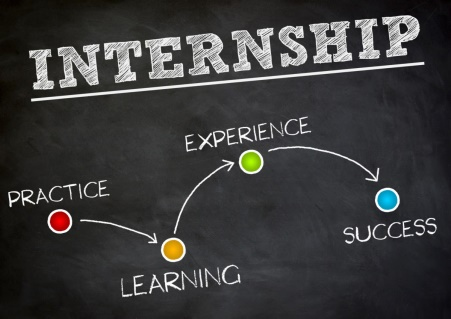 INTERNSHIP
PRACTICE
LEARNING
EXPERIENCE
SUCCESS